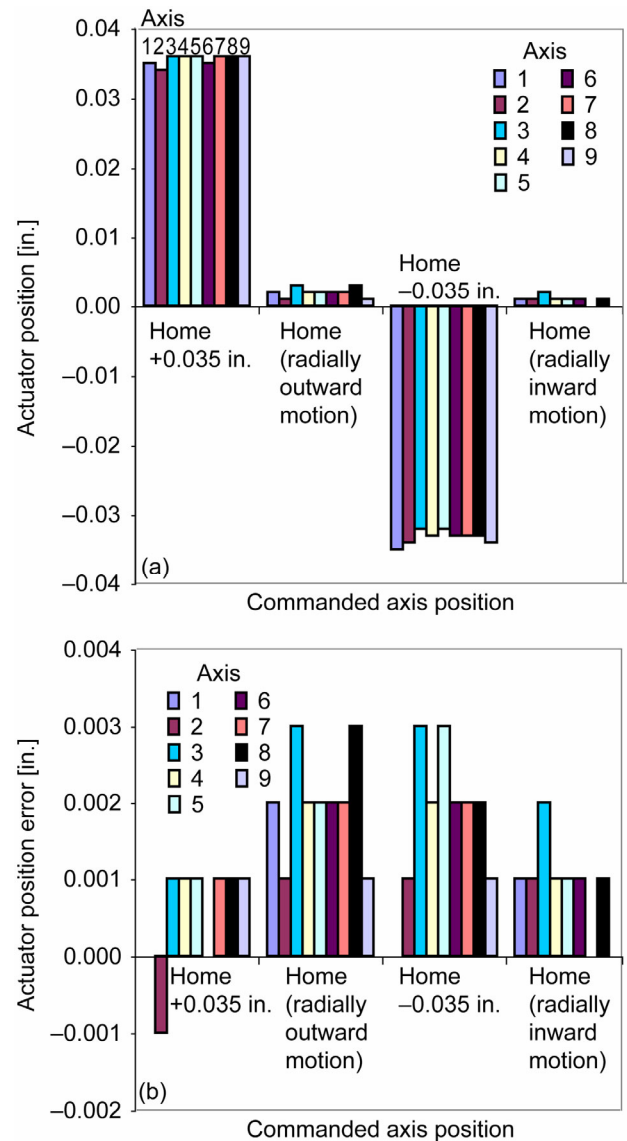 Axis
123456789
0.04
0.03
0.02
0.01
0.00
–0.01
–0.02
–0.03
–0.04
Actuator position [in.]
Axis
1 6
2 7
3 8
4 9
5
Home
+0.035 in.
Home
(radially
outward
motion)
Home
–0.035 in.
Home
(radially
inward
motion)
(a)
Commanded axis position
0.004
0.003
0.002
0.001
0.000
–0.001
–0.002
Actuator position error [in.]
Axis
1 6
2 7
3 8
4 9
5
Home
+0.035 in.
Home
(radially
outward
motion)
Home
–0.035 in.
Home
(radially
inward
motion)
(b)
Commanded axis position